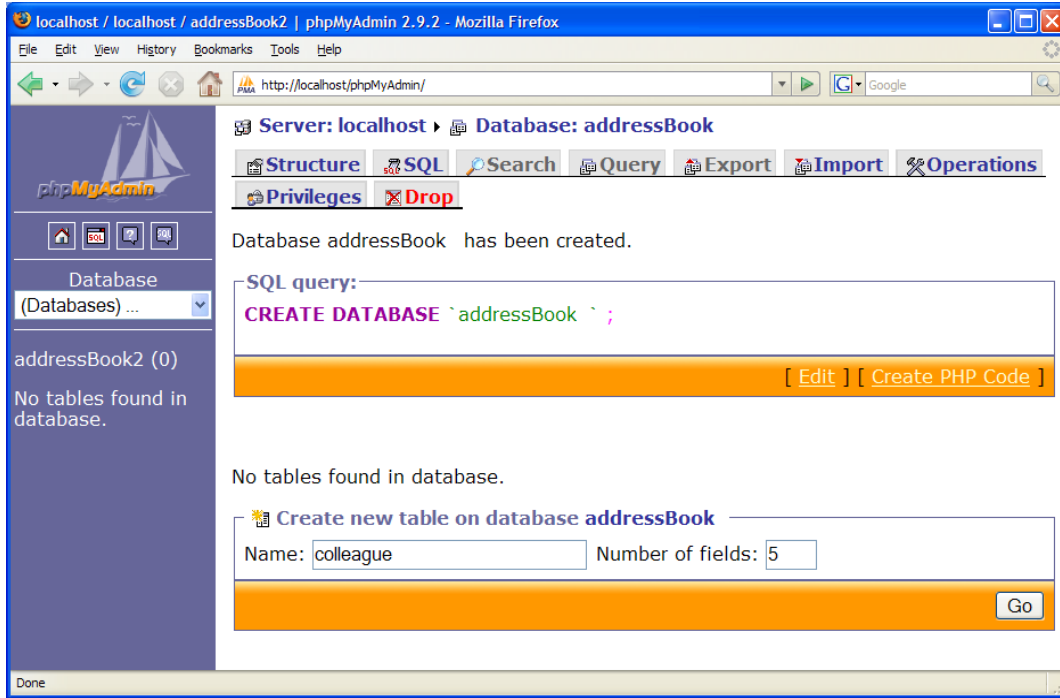 localhost / localhost / addressBook2 | phpMyAdmin 2.9.2 - Mozilla Firefox
File Edit View History Bookmarks Tools Help
PMA http://localhost/phpMyAdmin/ G Google
phpMyAdmin
SQL ? SQL
Database
(Databases) ...
addressBook2 (0)
No tables found in
database.
Server: localhost Database: addressBook
Structure SQL Search Query Export Import Operations
Privileges Drop
Database addressBook has been created.
SQL query:
CREATE DATABASE `addressBook ` ;
[ Edit ] [ Create PHP Code ]
No tables found in database.
Create new table on database addressBook
Name: colleague Number of fields: 5
Go
Done